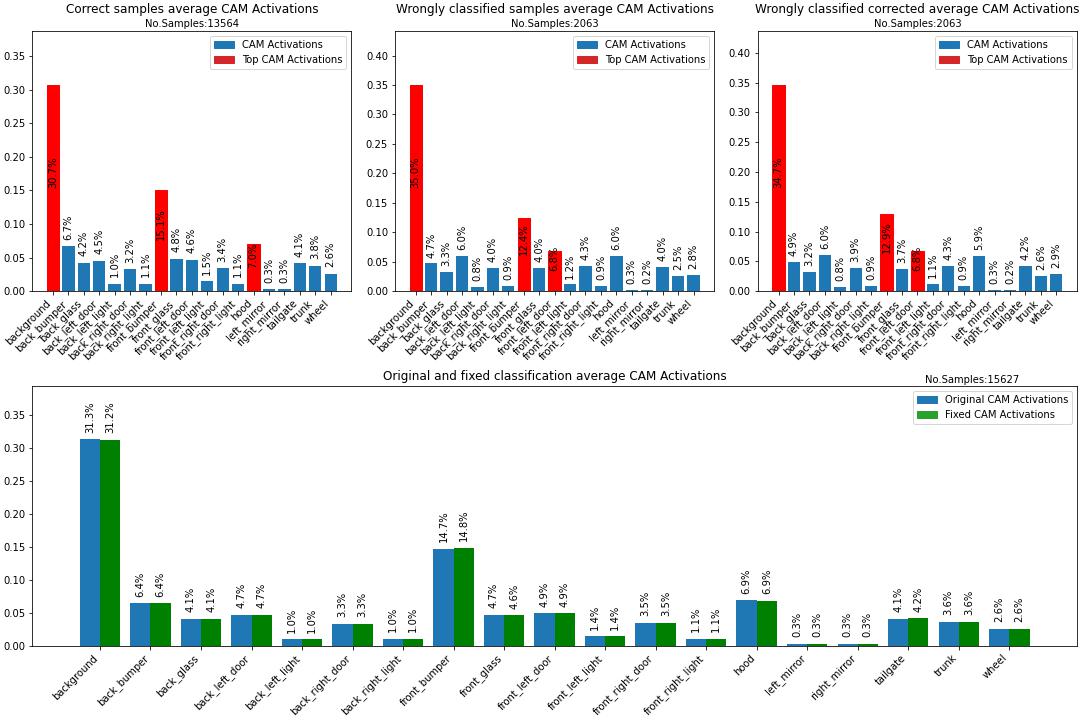 Correct samples average CAM Activations
No.Samples:13564
CAM Activations
Top CAM Activations
0.35
0.30
0.25
0.20
0.15
0.10
0.05
0.00
30.7%
6.7%
4.2%
4.5%
1.0%
3.2%
1.1%
15.1%
4.8%
4.6%
1.5%
3.4%
1.1%
7.0%
0.3%
0.3%
4.1%
3.8%
2.6%
background
back_bumper
back_glass
back_left_door
back_left_light
back_right_door
back_right_light
front_bumper
front_glass
front_left_door
front_left_light
front_right_door
front_right_light
hood
left_mirror
right_mirror
tailgate
trunk
wheel
Wrongly classified samples average CAM Activations
No.Samples:2063
CAM Activations
Top CAM Activations
0.40
0.35
0.30
0.25
0.20
0.15
0.10
0.05
0.00
35.0%
4.7%
3.3%
6.0%
0.8%
4.0%
0.9%
12.4%
4.0%
6.8%
1.2%
4.3%
0.9%
6.0%
0.3%
0.2%
4.0%
2.5%
2.8%
background
back_bumper
back_glass
back_left_door
back_left_light
back_right_door
back_right_light
front_bumper
front_glass
front_left_door
front_left_light
front_right_door
front_right_light
hood
left_mirror
right_mirror
tailgate
trunk
wheel
Wrongly classified corrected average CAM Activations
No.Samples:2063
CAM Activations
Top CAM Activations
0.40
0.35
0.30
0.25
0.20
0.15
0.10
0.05
0.00
34.7%
4.9%
3.2%
6.0%
0.8%
3.9%
0.9%
12.9%
3.7%
6.8%
1.1%
4.3%
0.9%
5.9%
0.3%
0.2%
4.2%
2.6%
2.9%
background
back_bumper
back_glass
back_left_door
back_left_light
back_right_door
back_right_light
front_bumper
front_glass
front_left_door
front_left_light
front_right_door
front_right_light
hood
left_mirror
right_mirror
tailgate
trunk
wheel
Original and fixed classification average CAM Activations
No.Samples:15627
Original CAM Activations
Fixed CAM Activations
0.35
0.30
0.25
0.20
0.15
0.10
0.05
0.00
31.3% 31.2%
6.4% 6.4%
4.1% 4.1%
4.7% 4.7%
1.0% 1.0%
3.3% 3.3%
1.0% 1.0%
14.7% 14.8%
4.7% 4.6%
4.9% 4.9%
1.4% 1.4%
3.5% 3.5%
1.1% 1.1%
6.9% 6.9%
0.3% 0.3%
0.3% 0.3%
4.1% 4.2%
3.6% 3.6%
2.6% 2.6%
background
back_bumper
back_glass
back_left_door
back_left_light
back_right_door
back_right_light
front_bumper
front_glass
front_left_door
front_left_light
front_right_door
front_right_light
hood
left_mirror
right_mirror
tailgate
trunk
wheel